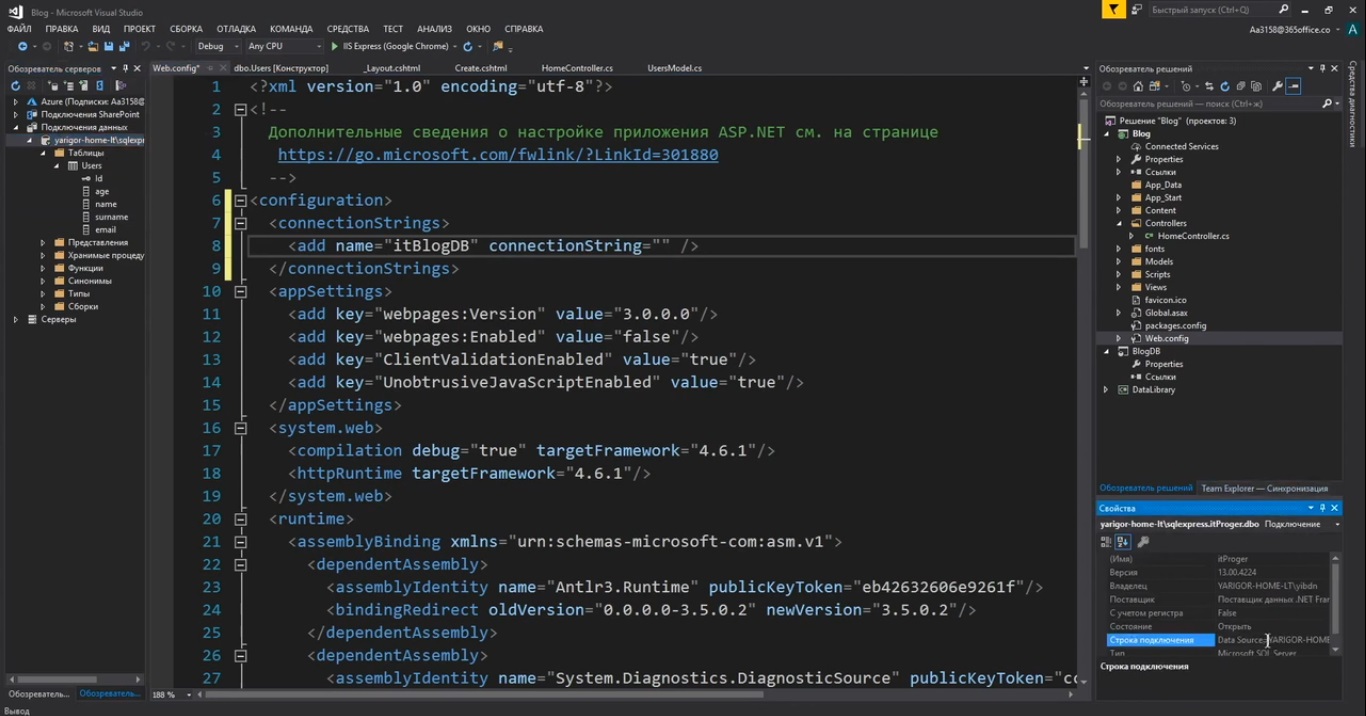 Blog - Microsoft Visual Studio
Быстрый запуск (Ctrl+Q)
ФАЙЛ ПРАВКА ВИД ПРОЕКТ СБОРКА ОТЛАДКА КОМАНДА СРЕДСТВА ТЕСТ АНАЛИЗ ОКНО СПРАВКА
Aa3158@365office.co
A
Debug Any CPU IIS Express (Google Chrome)
Обозреватель серверов
Azure (Подписки: Aa3158@
Подключения SharePoint
Подключения данных
yarigor-home-lt\sqlexpr
Таблицы
Users
Id
age
name
surname
email
Представления
Хранимые процеду
Функции
Синонимы
Типы
Сборки
Серверы
Обозреватель... Обозреватель...
Вывод
Web.config* dbo.Users [Конструктор] _Layout.cshtml Create.cshtml HomeController.cs UsersModel.cs
1 <?xml version="1.0" encoding="utf-8"?>
2 <!--
3 Дополнительные сведения о настройке приложения ASP.NET см. на странице
4 https://go.microsoft.com/fwlink/?LinkId=301880
5 -->
6 <configuration>
7 <connectionStrings>
8 <add name="itBlogDB" connectionString="" />
9 </connectionStrings>
10 <appSettings>
11 <add key="webpages:Version" value="3.0.0.0"/>
12 <add key="webpages:Enabled" value="false"/>
13 <add key="ClientValidationEnabled" value="true"/>
14 <add key="UnobtrusiveJavaScriptEnabled" value="true"/>
15 </appSettings>
16 <system.web>
17 <compilation debug="true" targetFramework="4.6.1"/>
18 <httpRuntime targetFramework="4.6.1"/>
19 </system.web>
20 <runtime>
21 <assemblyBinding xmlns="urn:schemas-microsoft-com:asm.v1">
22 <dependentAssembly>
23 <assemblyIdentity name="Antlr3.Runtime" publicKeyToken="eb42632606e9261f"/>
24 <bindingRedirect oldVersion="0.0.0.0-3.5.0.2" newVersion="3.5.0.2"/>
25 </dependentAssembly>
26 <dependentAssembly>
27 <assemblyIdentity name="System.Diagnostics.DiagnosticSource" publicKeyToken="cc
188 %
Обозреватель решений
Обозреватель решений — поиск (Ctrl+ж)
Решение "Blog" (проектов: 3)
Blog
Connected Services
Properties
Ссылки
App_Data
App_Start
Content
Controllers
HomeController.cs
fonts
Models
Scripts
Views
favicon.ico
Global.asax
packages.config
Web.config
BlogDB
Properties
Ссылки
DataLibrary
Обозреватель решений Team Explorer — Синхронизация
Свойства
yarigor-home-lt\sqlexpress.itProger.dbo Подключение
(Имя) itProger
Версия 13.00.4224
Владелец YARIGOR-HOME-LT\yibdn
Поставщик Поставщик данных .NET Fran
С учетом регистра False
Состояние Открыть
Строка подключения Data Source=YARIGOR-HOME
Тип Microsoft SQL Server
Строка подключения
Средства диагностики